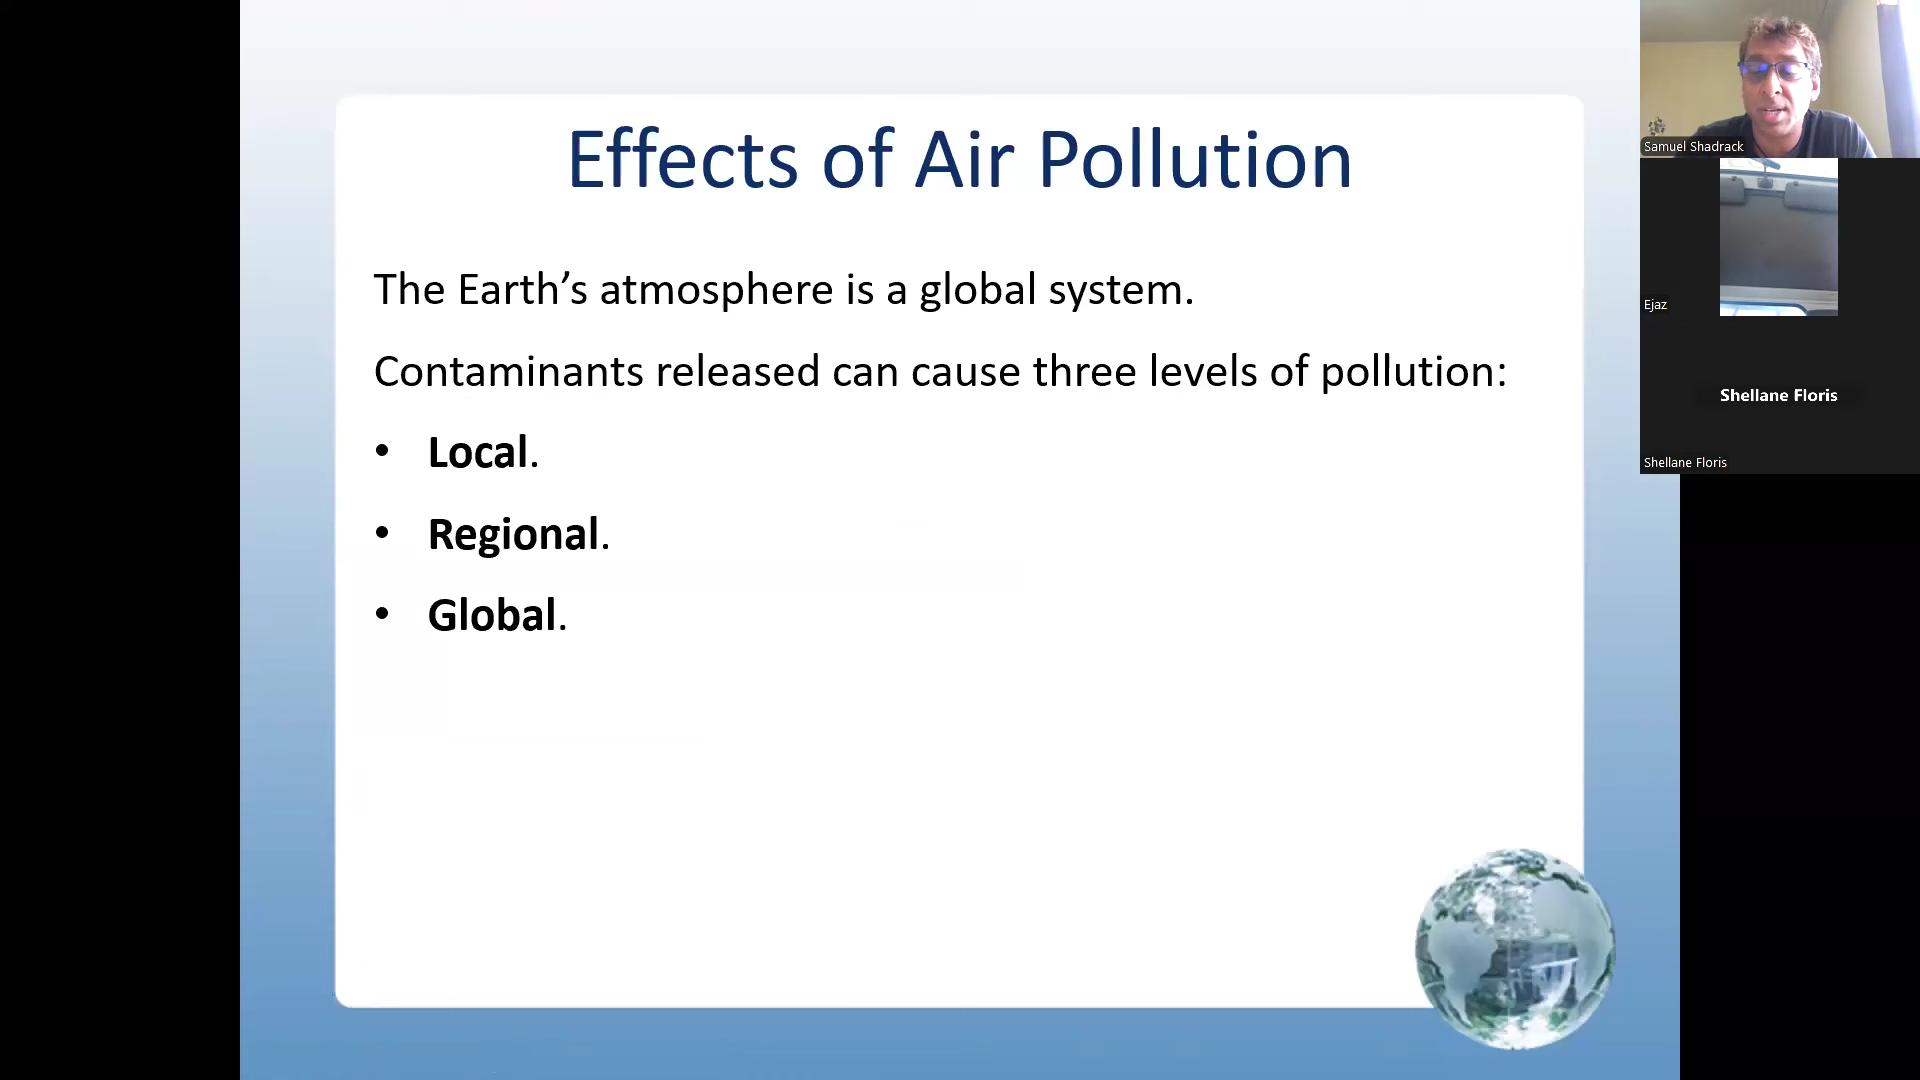 Effects of Air Pollution
The Earth’s atmosphere is a global system.
Contaminants released can cause three levels of pollution:
• Local.
• Regional.
• Global.
Samuel Shadrack
Ejaz
Shellane Floris
Shellane Floris